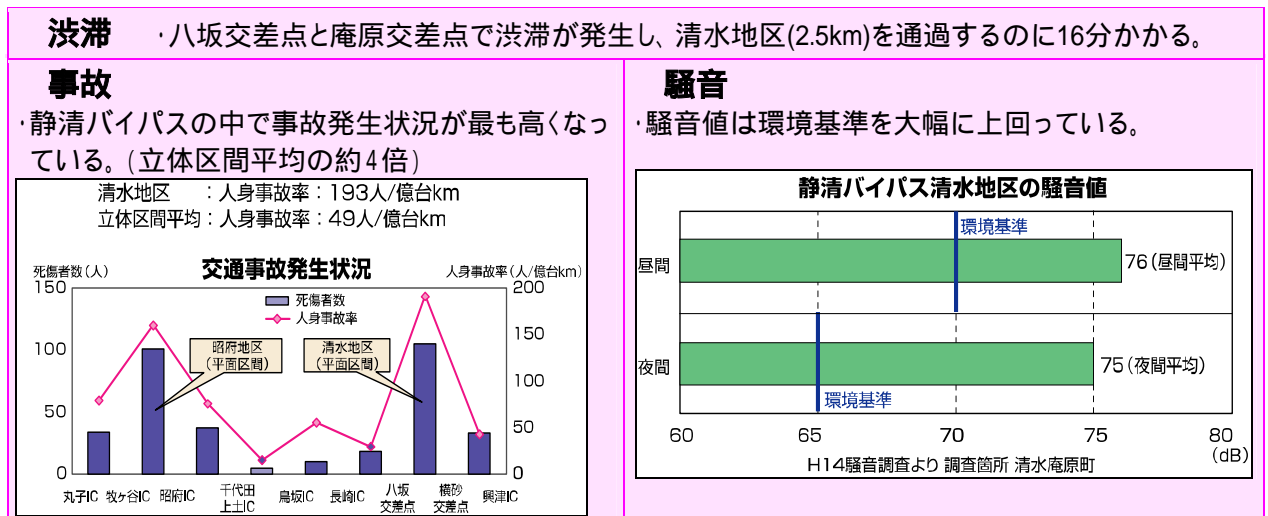 渋滞 ・八坂交差点と庵原交差点で渋滞が発生し、清水地区(2.5km)を通過するのに16分かかる。
事故
・静清バイパスの中で事故発生状況が最も高くなっ
ている。(立体区間平均の約4倍)
清水地区 :人身事故率:193人/億台km
立体区間平均:人身事故率:49人/億台km
交通事故発生状況
死傷者数(人)
人身事故率(人/億台km)
死傷者数
人身事故率
昭府地区
(平面区間)
清水地区
(平面区間)
150
100
50
0
200
150
100
50
0
丸子IC 牧ヶ谷IC 昭府IC 千代田上土IC 鳥坂IC 長崎IC 八坂交差点 横砂交差点 興津IC
騒音
・騒音値は環境基準を大幅に上回っている。
静清バイパス清水地区の騒音値
環境基準
昼間
76(昼間平均)
夜間
75(夜間平均)
環境基準
60 65 70 75 80
(dB)
H14騒音調査より 調査箇所 清水庵原町